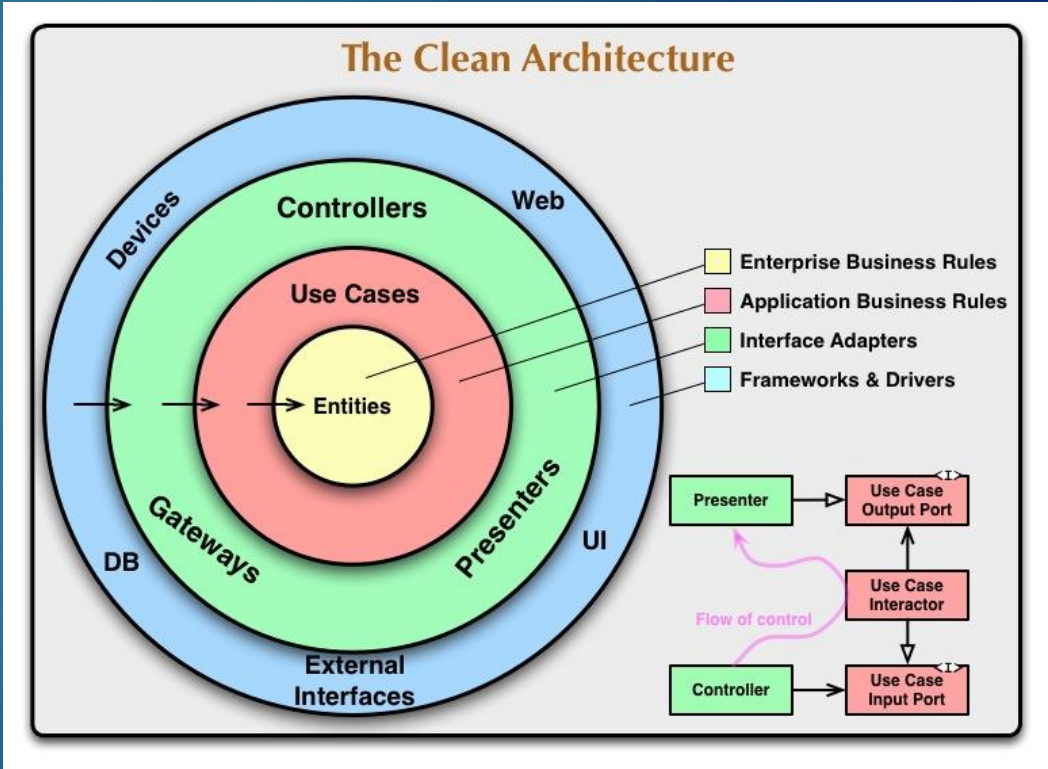 The Clean Architecture
Devices
Web
Controllers
Use Cases
Entities
Gateways
Presenters
DB
UI
External
Interfaces
Enterprise Business Rules
Application Business Rules
Interface Adapters
Frameworks & Drivers
Presenter
<I>
Use Case
Output Port
Use Case
Interactor
Flow of control
Controller
<I>
Use Case
Input Port